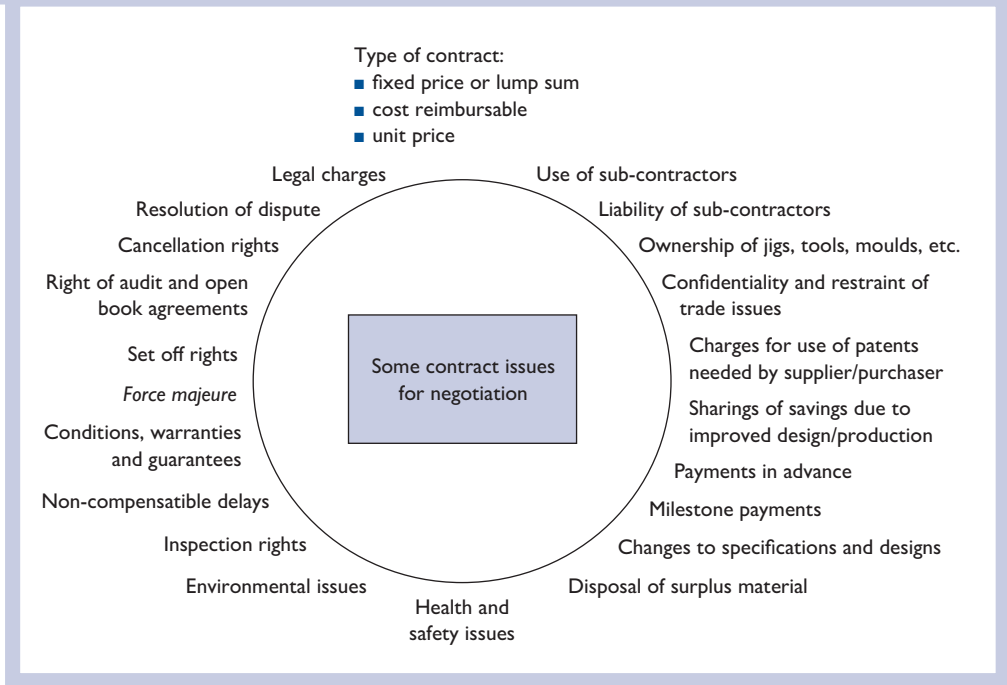 Type of contract:
■ fixed price or lump sum
■ cost reimbursable
■ unit price
Legal charges
Use of sub-contractors
Resolution of dispute
Liability of sub-contractors
Cancellation rights
Ownership of jigs, tools, moulds, etc.
Right of audit and open
book agreements
Confidentiality and restraint of
trade issues
Set off rights
Charges for use of patents
needed by supplier/purchaser
Some contract issues
for negotiation
Force majeure
Sharings of savings due to
improved design/production
Conditions, warranties
and guarantees
Payments in advance
Non-compensatible delays
Milestone payments
Inspection rights
Changes to specifications and designs
Environmental issues
Disposal of surplus material
Health and
safety issues